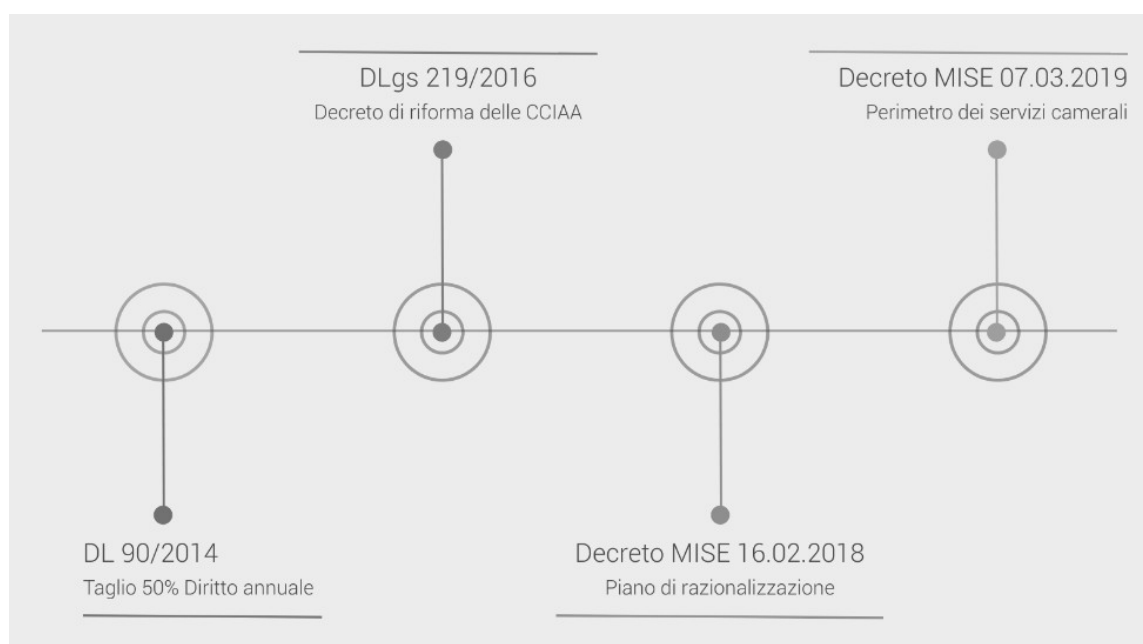 DLgs 219/2016
Decreto di riforma delle CCIAA
Decreto MISE 07.03.2019
Perimetro dei servizi camerali
DL 90/2014
Taglio 50% Diritto annuale
Decreto MISE 16.02.2018
Piano di razionalizzazione